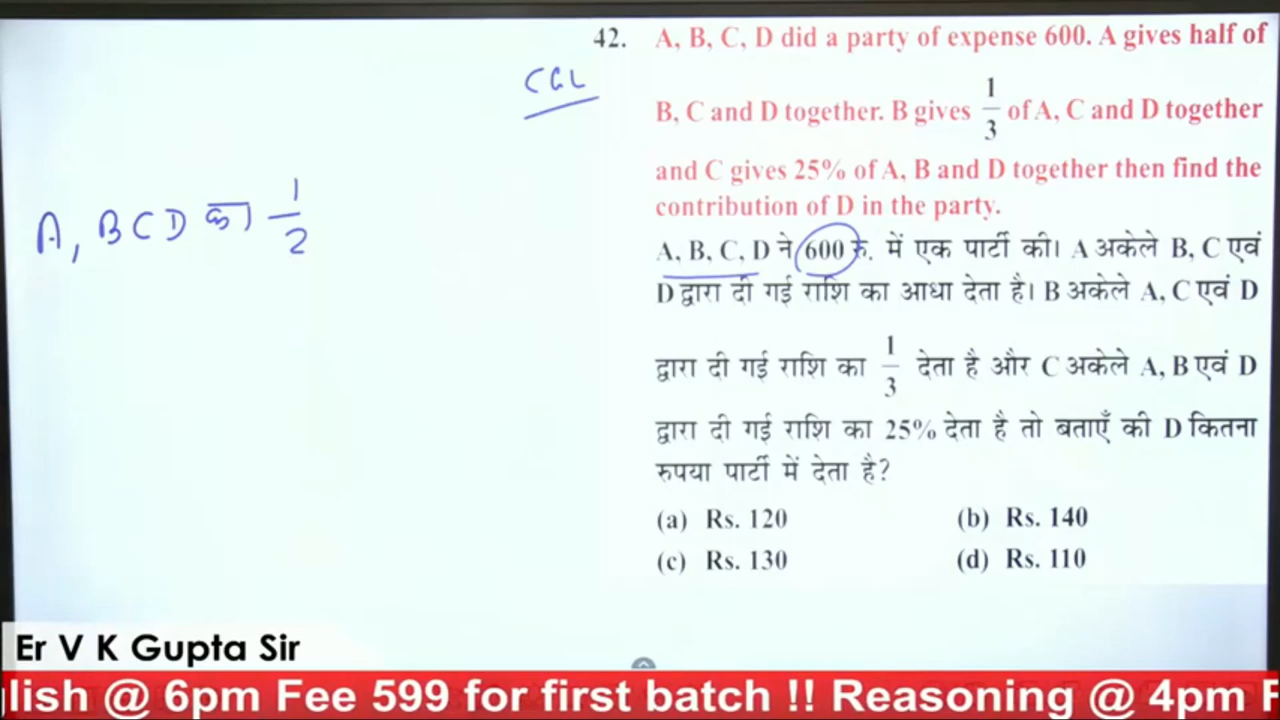 42. A, B, C, D did a party of expense 600. A gives half of
CGL
B, C and D together. B gives 1/3 of A, C and D together
and C gives 25% of A, B and D together then find the
contribution of D in the party.
A, B C D का 1/2
A, B, C, D ने 600 रु. में एक पार्टी की। A अकेले B, C एवं
D द्वारा दी गई राशि का आधा देता है। B अकेले A, C एवं D
द्वारा दी गई राशि का 1/3 देता है और C अकेले A, B एवं D
द्वारा दी गई राशि का 25% देता है तो बताएँ की D कितना
रुपया पार्टी में देता है?
(a) Rs. 120 (b) Rs. 140
(c) Rs. 130 (d) Rs. 110
Er V K Gupta Sir
lish @ 6pm Fee 599 for first batch !! Reasoning @ 4pm F